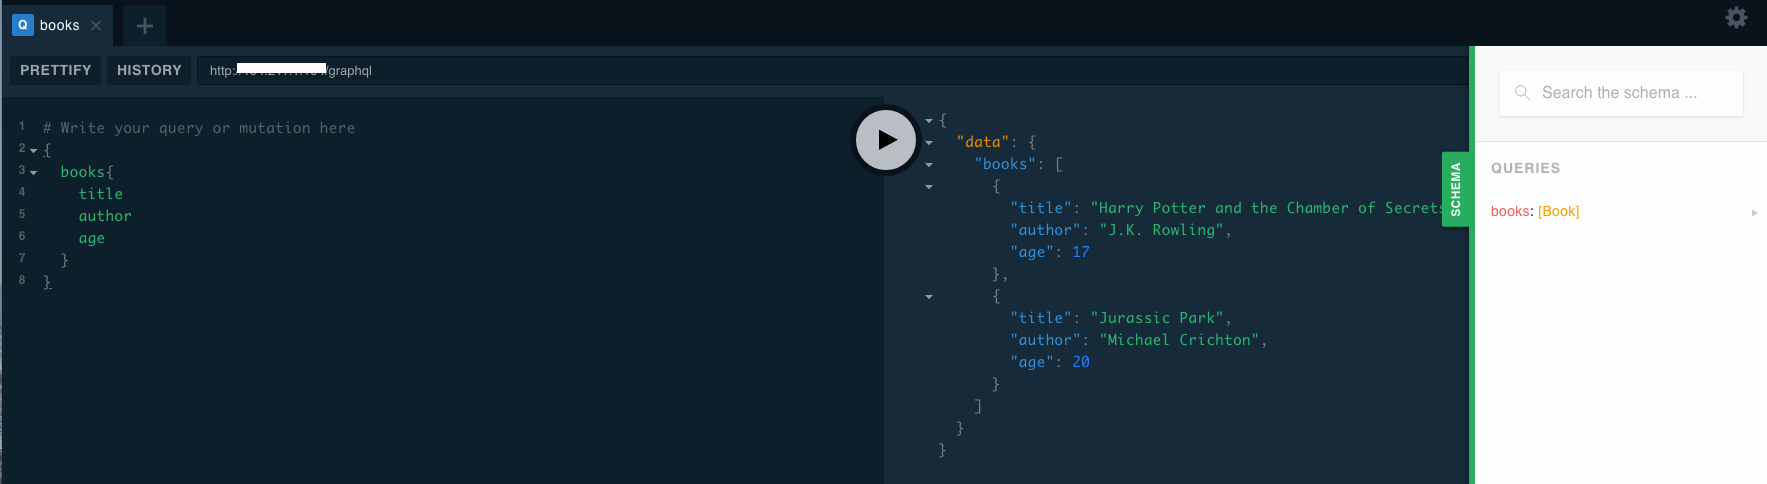 Q books
PRETTIFY HISTORY http:/graphql
1 # Write your query or mutation here
2 {
3 books{
4 title
5 author
6 age
7 }
8 }
{
"data": {
"books": [
{
"title": "Harry Potter and the Chamber of Secrets
"author": "J.K. Rowling",
"age": 17
},
{
"title": "Jurassic Park",
"author": "Michael Crichton",
"age": 20
}
]
}
}
SCHEMA
Search the schema ...
QUERIES
books: [Book]